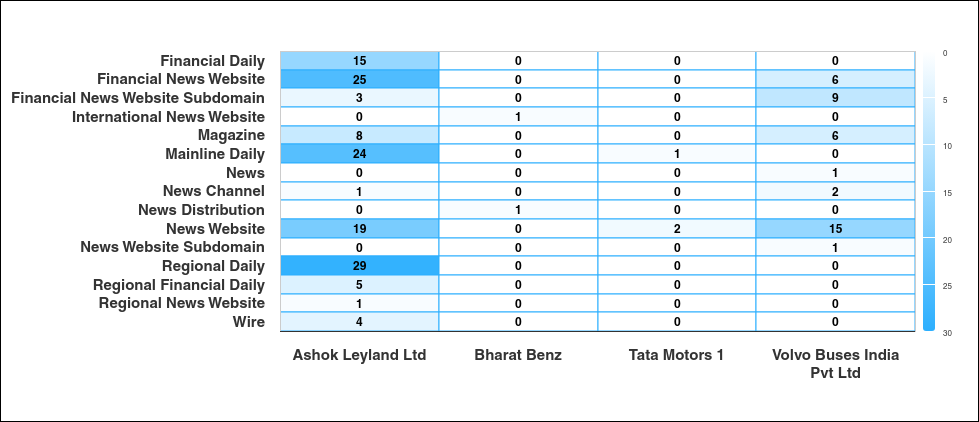 Financial Daily 15 0 0 0
Financial News Website 25 0 0 6
Financial News Website Subdomain 3 0 0 9
International News Website 0 1 0 0
Magazine 8 0 0 6
Mainline Daily 24 0 1 0
News 0 0 0 1
News Channel 1 0 0 2
News Distribution 0 1 0 0
News Website 19 0 2 15
News Website Subdomain 0 0 0 1
Regional Daily 29 0 0 0
Regional Financial Daily 5 0 0 0
Regional News Website 1 0 0 0
Wire 4 0 0 0
Ashok Leyland Ltd Bharat Benz Tata Motors 1 Volvo Buses India
Pvt Ltd
0
5
10
15
20
25
30